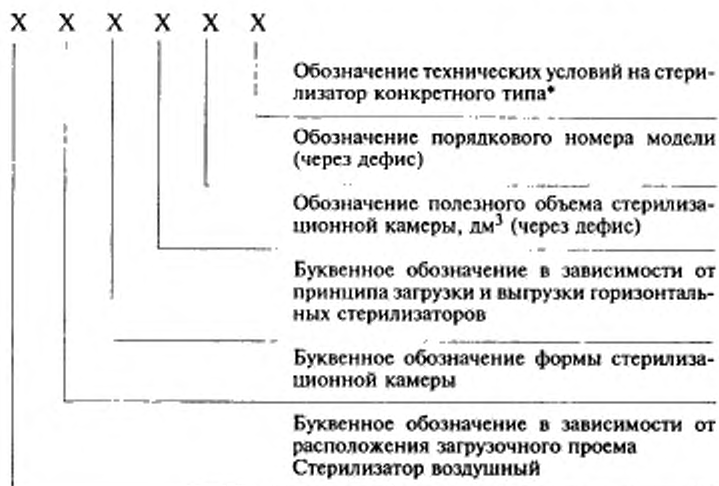 X X X X X X
Обозначение технических условий на стери-
лизатор конкретного типа*
Обозначение порядкового номера модели
(через дефис)
Обозначение полезного объема стерилиза-
ционной камеры, дм³ (через дефис)
Буквенное обозначение в зависимости от
принципа загрузки и выгрузки горизонталь-
ных стерилизаторов
Буквенное обозначение формы стерилиза-
ционной камеры
Буквенное обозначение в зависимости от
расположения загрузочного проема
Стерилизатор воздушный